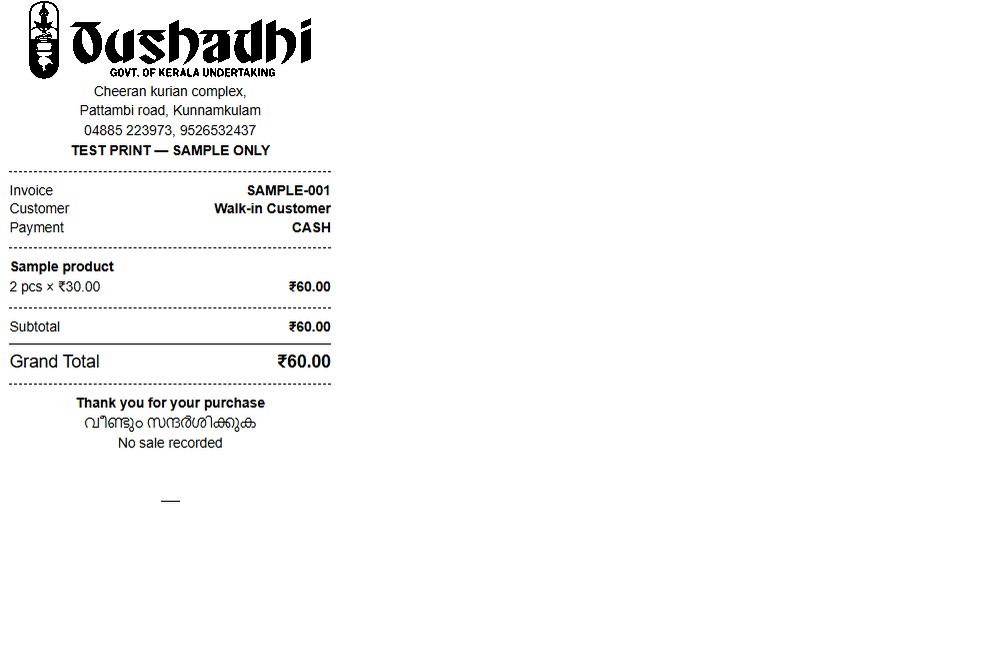 Oushadhi
GOVT. OF KERALA UNDERTAKING
Cheeran kurian complex,
Pattambi road, Kunnamkulam
04885 223973, 9526532437
TEST PRINT — SAMPLE ONLY
Invoice SAMPLE-001
Customer Walk-in Customer
Payment CASH
Sample product
2 pcs × ₹30.00 ₹60.00
Subtotal ₹60.00
Grand Total ₹60.00
Thank you for your purchase
വീണ്ടും സന്ദർശിക്കുക
No sale recorded